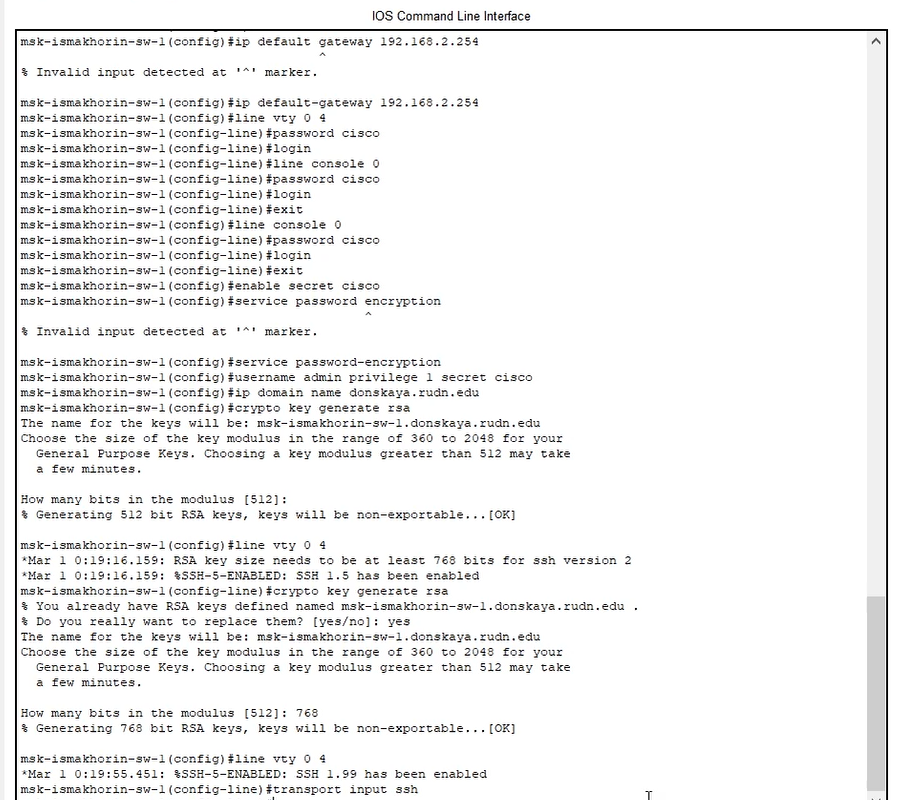 IOS Command Line Interface
msk-ismakhorin-sw-1(config)#ip default gateway 192.168.2.254
^
% Invalid input detected at '^' marker.
msk-ismakhorin-sw-1(config)#ip default-gateway 192.168.2.254
msk-ismakhorin-sw-1(config)#line vty 0 4
msk-ismakhorin-sw-1(config-line)#password cisco
msk-ismakhorin-sw-1(config-line)#login
msk-ismakhorin-sw-1(config-line)#line console 0
msk-ismakhorin-sw-1(config-line)#password cisco
msk-ismakhorin-sw-1(config-line)#login
msk-ismakhorin-sw-1(config-line)#exit
msk-ismakhorin-sw-1(config)#line console 0
msk-ismakhorin-sw-1(config-line)#password cisco
msk-ismakhorin-sw-1(config-line)#login
msk-ismakhorin-sw-1(config-line)#exit
msk-ismakhorin-sw-1(config)#enable secret cisco
msk-ismakhorin-sw-1(config)#service password encryption
^
% Invalid input detected at '^' marker.
msk-ismakhorin-sw-1(config)#service password-encryption
msk-ismakhorin-sw-1(config)#username admin privilege 1 secret cisco
msk-ismakhorin-sw-1(config)#ip domain name donskaya.rudn.edu
msk-ismakhorin-sw-1(config)#crypto key generate rsa
The name for the keys will be: msk-ismakhorin-sw-1.donskaya.rudn.edu
Choose the size of the key modulus in the range of 360 to 2048 for your
General Purpose Keys. Choosing a key modulus greater than 512 may take
a few minutes.
How many bits in the modulus [512]:
% Generating 512 bit RSA keys, keys will be non-exportable...[OK]
msk-ismakhorin-sw-1(config)#line vty 0 4
*Mar 1 0:19:16.159: RSA key size needs to be at least 768 bits for ssh version 2
*Mar 1 0:19:16.159: %SSH-5-ENABLED: SSH 1.5 has been enabled
msk-ismakhorin-sw-1(config-line)#crypto key generate rsa
% You already have RSA keys defined named msk-ismakhorin-sw-1.donskaya.rudn.edu .
% Do you really want to replace them? [yes/no]: yes
The name for the keys will be: msk-ismakhorin-sw-1.donskaya.rudn.edu
Choose the size of the key modulus in the range of 360 to 2048 for your
General Purpose Keys. Choosing a key modulus greater than 512 may take
a few minutes.
How many bits in the modulus [512]: 768
% Generating 768 bit RSA keys, keys will be non-exportable...[OK]
msk-ismakhorin-sw-1(config)#line vty 0 4
*Mar 1 0:19:55.451: %SSH-5-ENABLED: SSH 1.99 has been enabled
msk-ismakhorin-sw-1(config-line)#transport input ssh